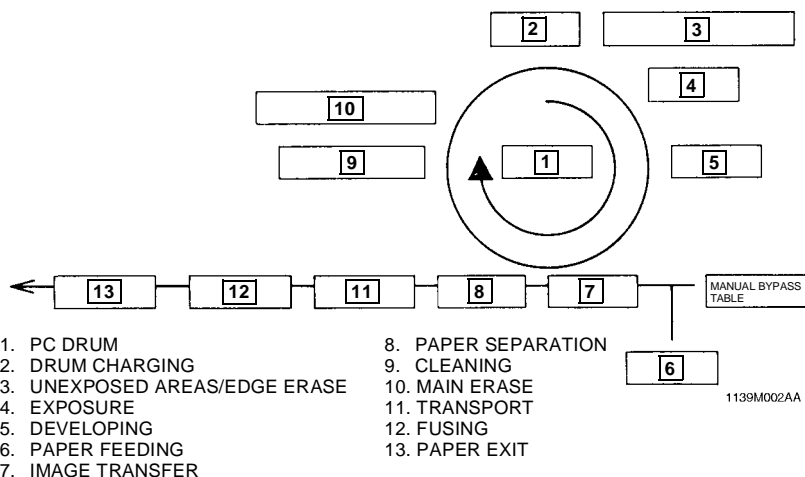 2
3
4
10
9
1
5
13
12
11
8
7
MANUAL BYPASS
TABLE
6
1139M002AA
1. PC DRUM
2. DRUM CHARGING
3. UNEXPOSED AREAS/EDGE ERASE
4. EXPOSURE
5. DEVELOPING
6. PAPER FEEDING
7. IMAGE TRANSFER
8. PAPER SEPARATION
9. CLEANING
10. MAIN ERASE
11. TRANSPORT
12. FUSING
13. PAPER EXIT